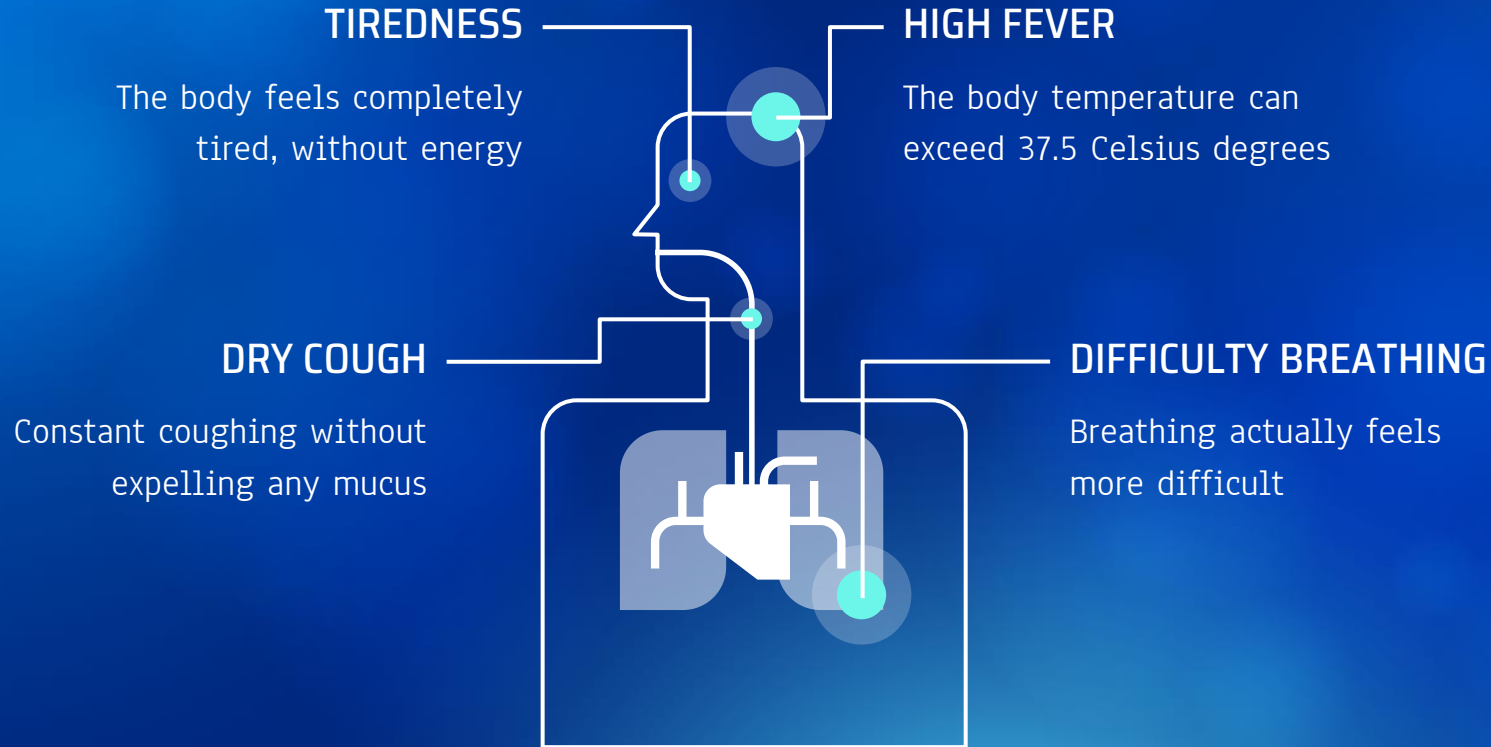 TIREDNESS
The body feels completely
tired, without energy
HIGH FEVER
The body temperature can
exceed 37.5 Celsius degrees
DRY COUGH
Constant coughing without
expelling any mucus
DIFFICULTY BREATHING
Breathing actually feels
more difficult